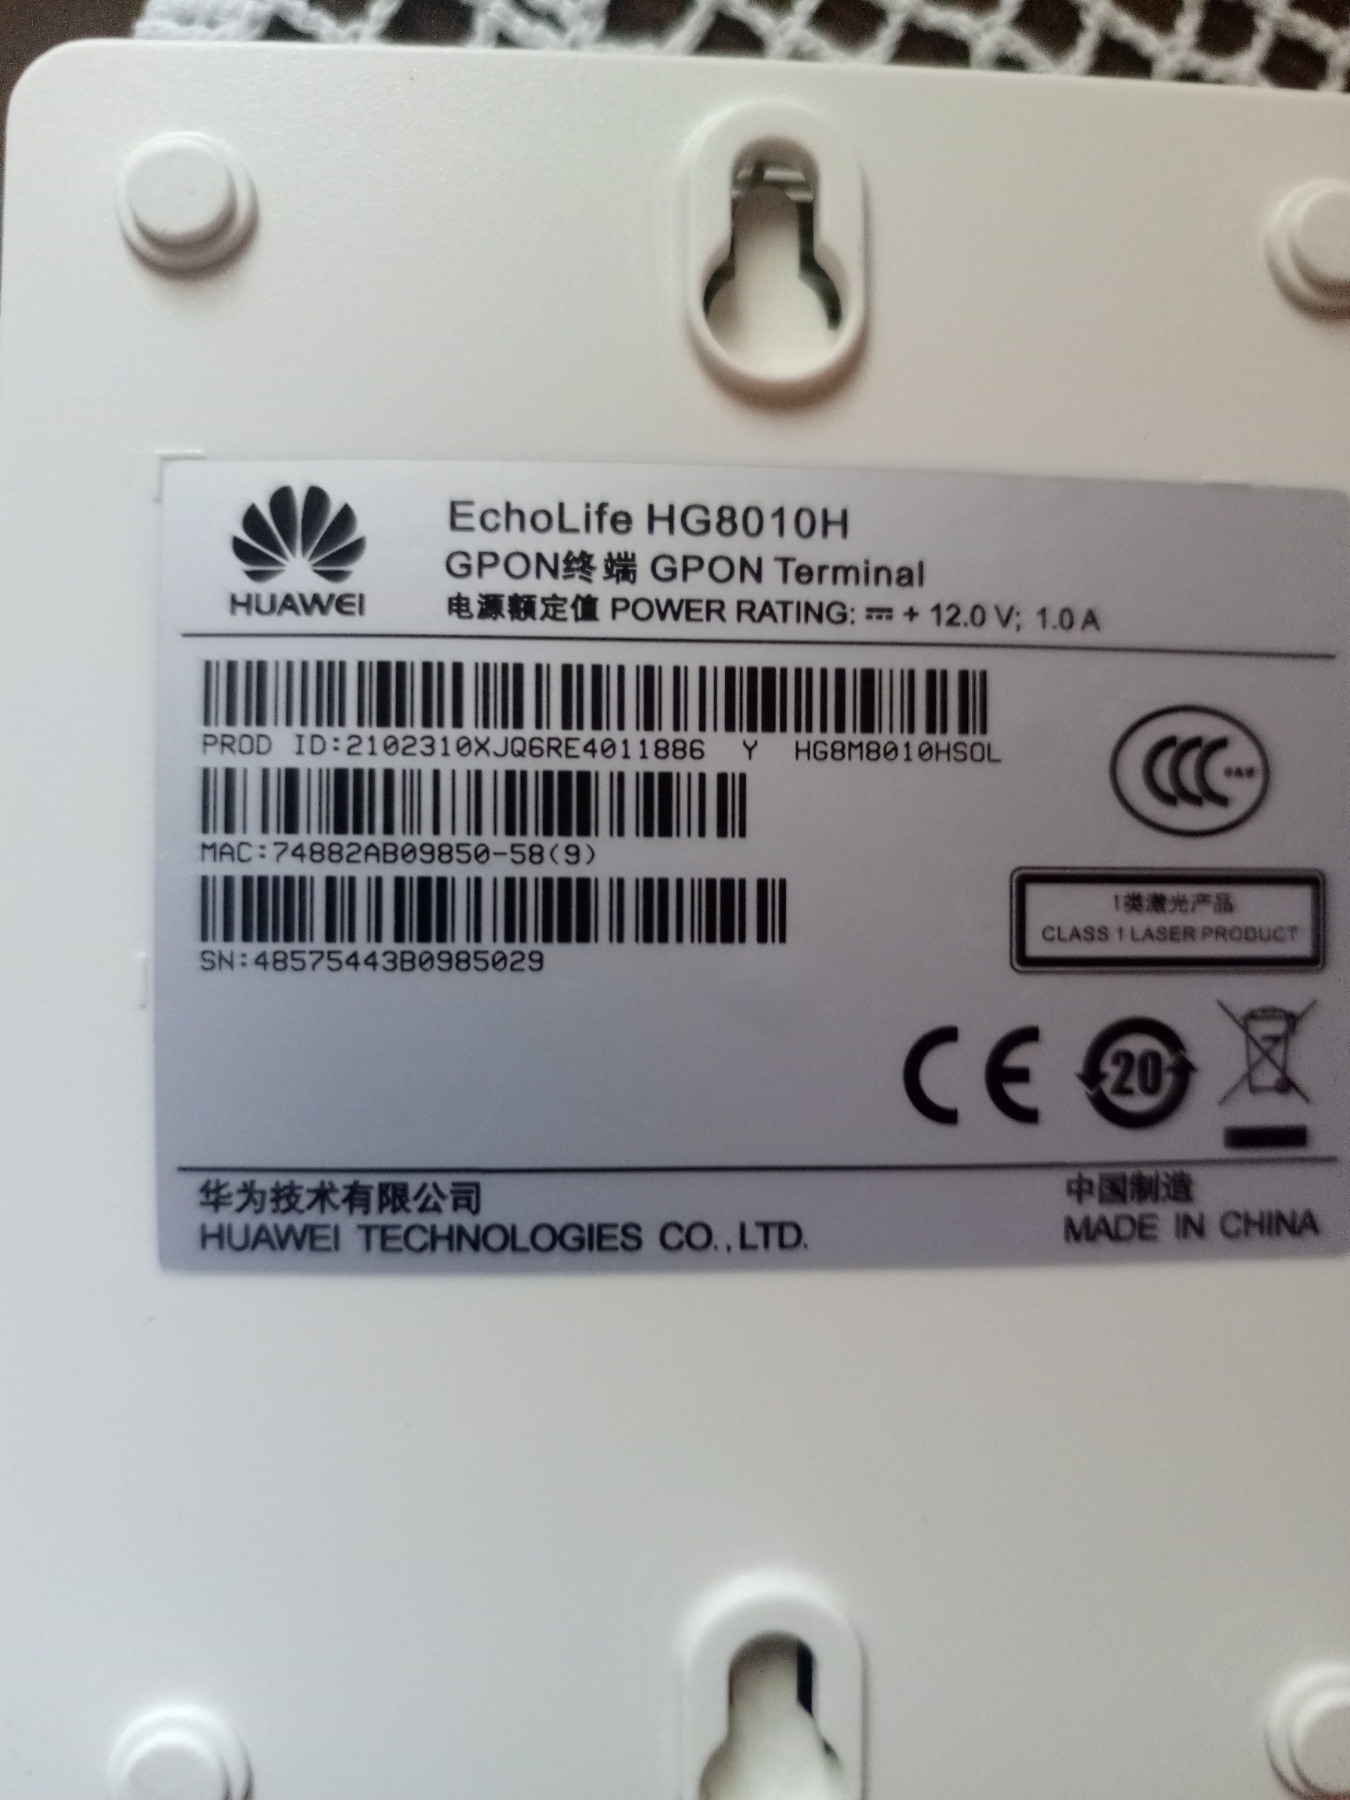 HUAWEI
EchoLife HG8010H
GPON终端 GPON Terminal
电源额定值 POWER RATING: ⎓ + 12.0 V; 1.0 A
PROD ID:2102310XJQ6RE4011886 Y HG8M8010HSOL
MAC:74882AB09850-58(9)
SN:48575443B0985029
CCC
1类激光产品
CLASS 1 LASER PRODUCT
CE
20
华为技术有限公司
HUAWEI TECHNOLOGIES CO.,LTD.
中国制造
MADE IN CHINA